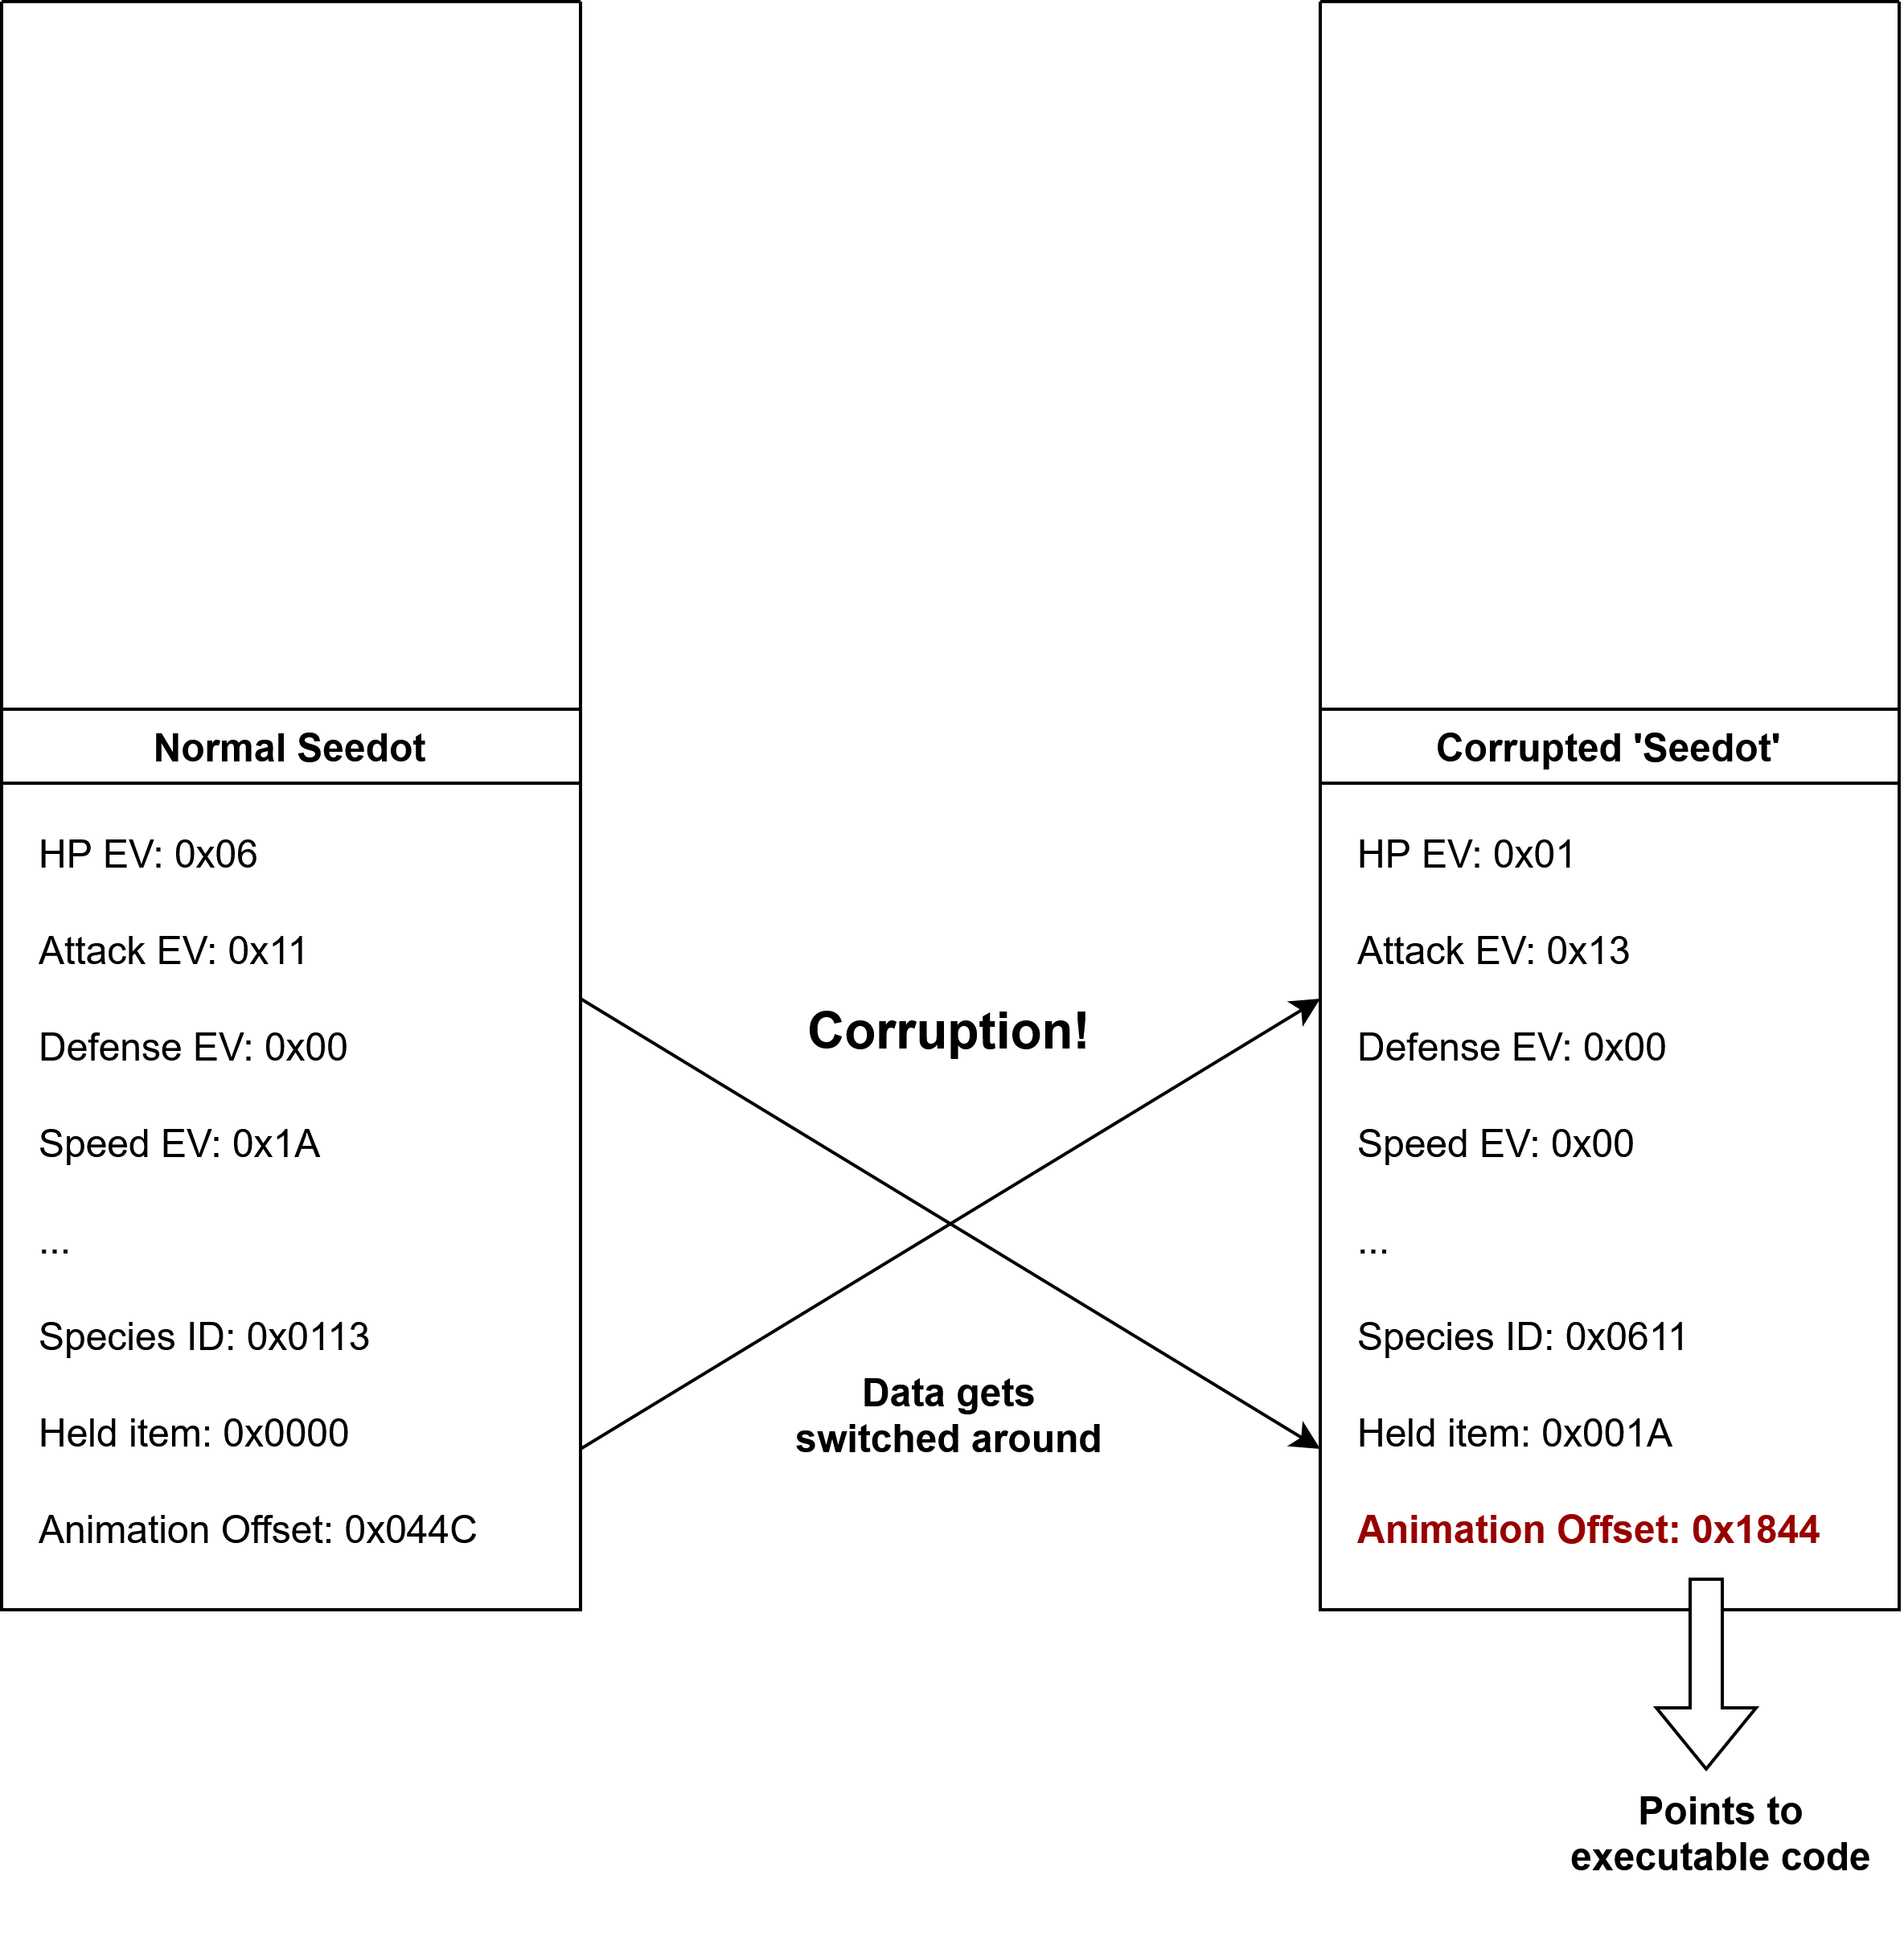 Normal Seedot
HP EV: 0x06
Attack EV: 0x11
Defense EV: 0x00
Speed EV: 0x1A
...
Species ID: 0x0113
Held item: 0x0000
Animation Offset: 0x044C
Corruption!
Data gets
switched around
Corrupted 'Seedot'
HP EV: 0x01
Attack EV: 0x13
Defense EV: 0x00
Speed EV: 0x00
...
Species ID: 0x0611
Held item: 0x001A
Animation Offset: 0x1844
Points to
executable code